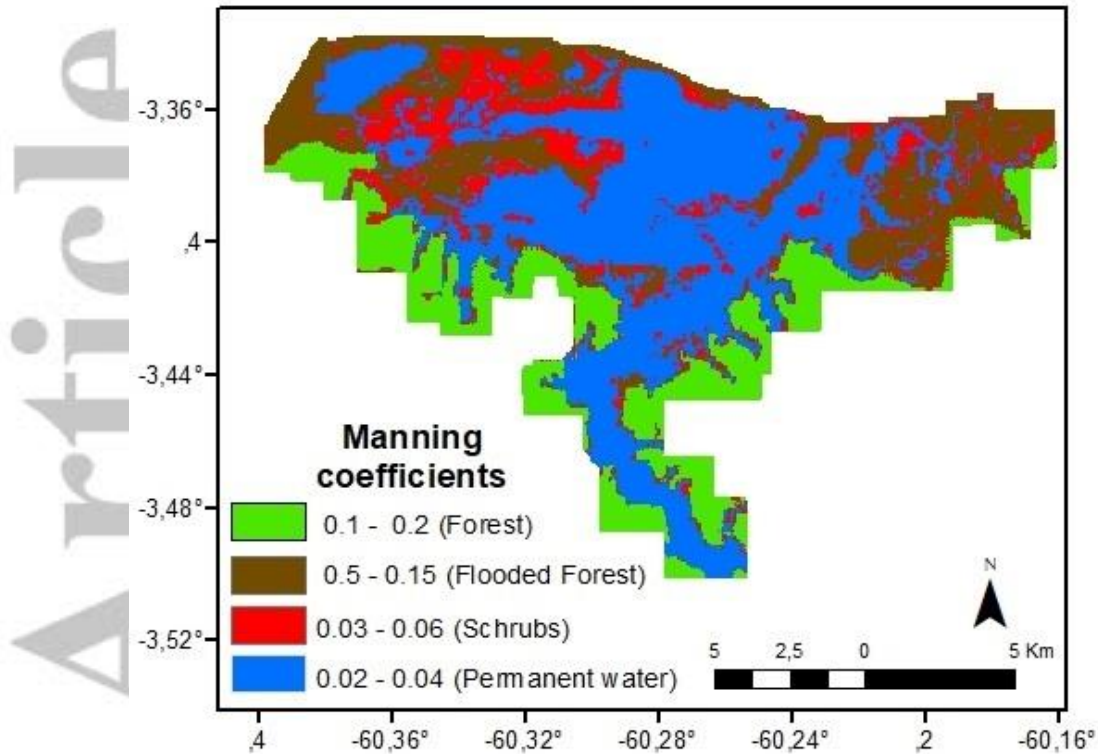 Article
-3,36°
,4
-3,44°
-3,48°
-3,52°
Manning
coefficients
0.1 - 0.2 (Forest)
0.5 - 0.15 (Flooded Forest)
0.03 - 0.06 (Schrubs)
0.02 - 0.04 (Permanent water)
N
5 2,5 0 5 Km
,4 -60,36° -60,32° -60,28° -60,24° ,2 -60,16°